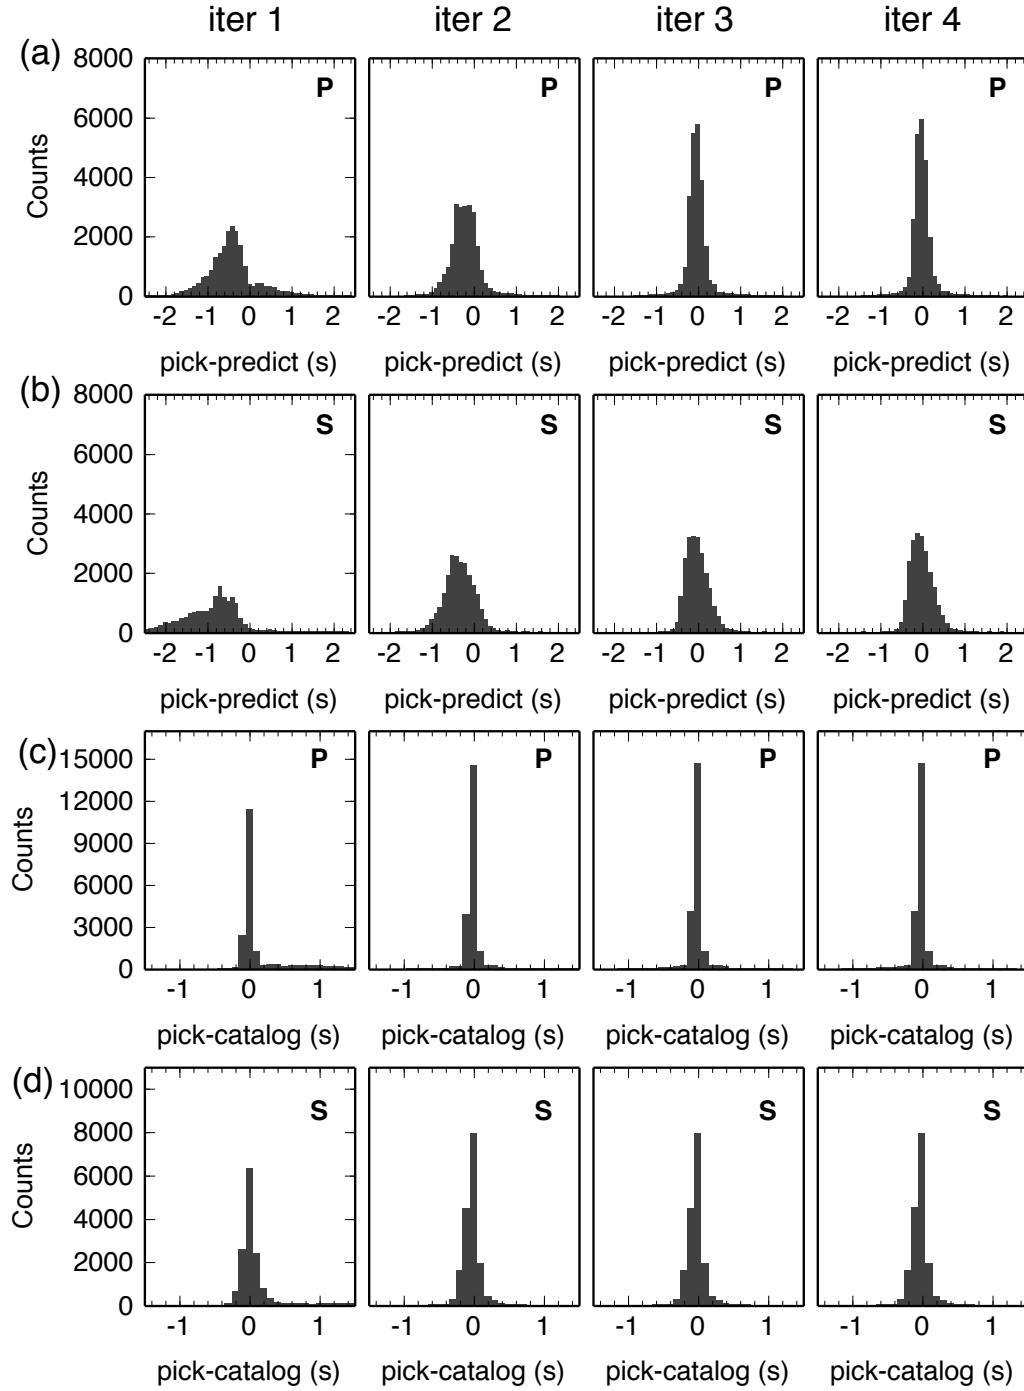 iter 1 iter 2 iter 3 iter 4
(a)
8000 P P P P
6000
Counts
4000
2000
0
-2 -1 0 1 2 -2 -1 0 1 2 -2 -1 0 1 2 -2 -1 0 1 2
pick-predict (s) pick-predict (s) pick-predict (s) pick-predict (s)
(b)
8000 S S S S
6000
Counts
4000
2000
0
-2 -1 0 1 2 -2 -1 0 1 2 -2 -1 0 1 2 -2 -1 0 1 2
pick-predict (s) pick-predict (s) pick-predict (s) pick-predict (s)
(c)
15000 P P P P
12000
Counts
9000
6000
3000
0
-1 0 1 -1 0 1 -1 0 1 -1 0 1
pick-catalog (s) pick-catalog (s) pick-catalog (s) pick-catalog (s)
(d)
10000 S S S S
8000
Counts
6000
4000
2000
0
-1 0 1 -1 0 1 -1 0 1 -1 0 1
pick-catalog (s) pick-catalog (s) pick-catalog (s) pick-catalog (s)